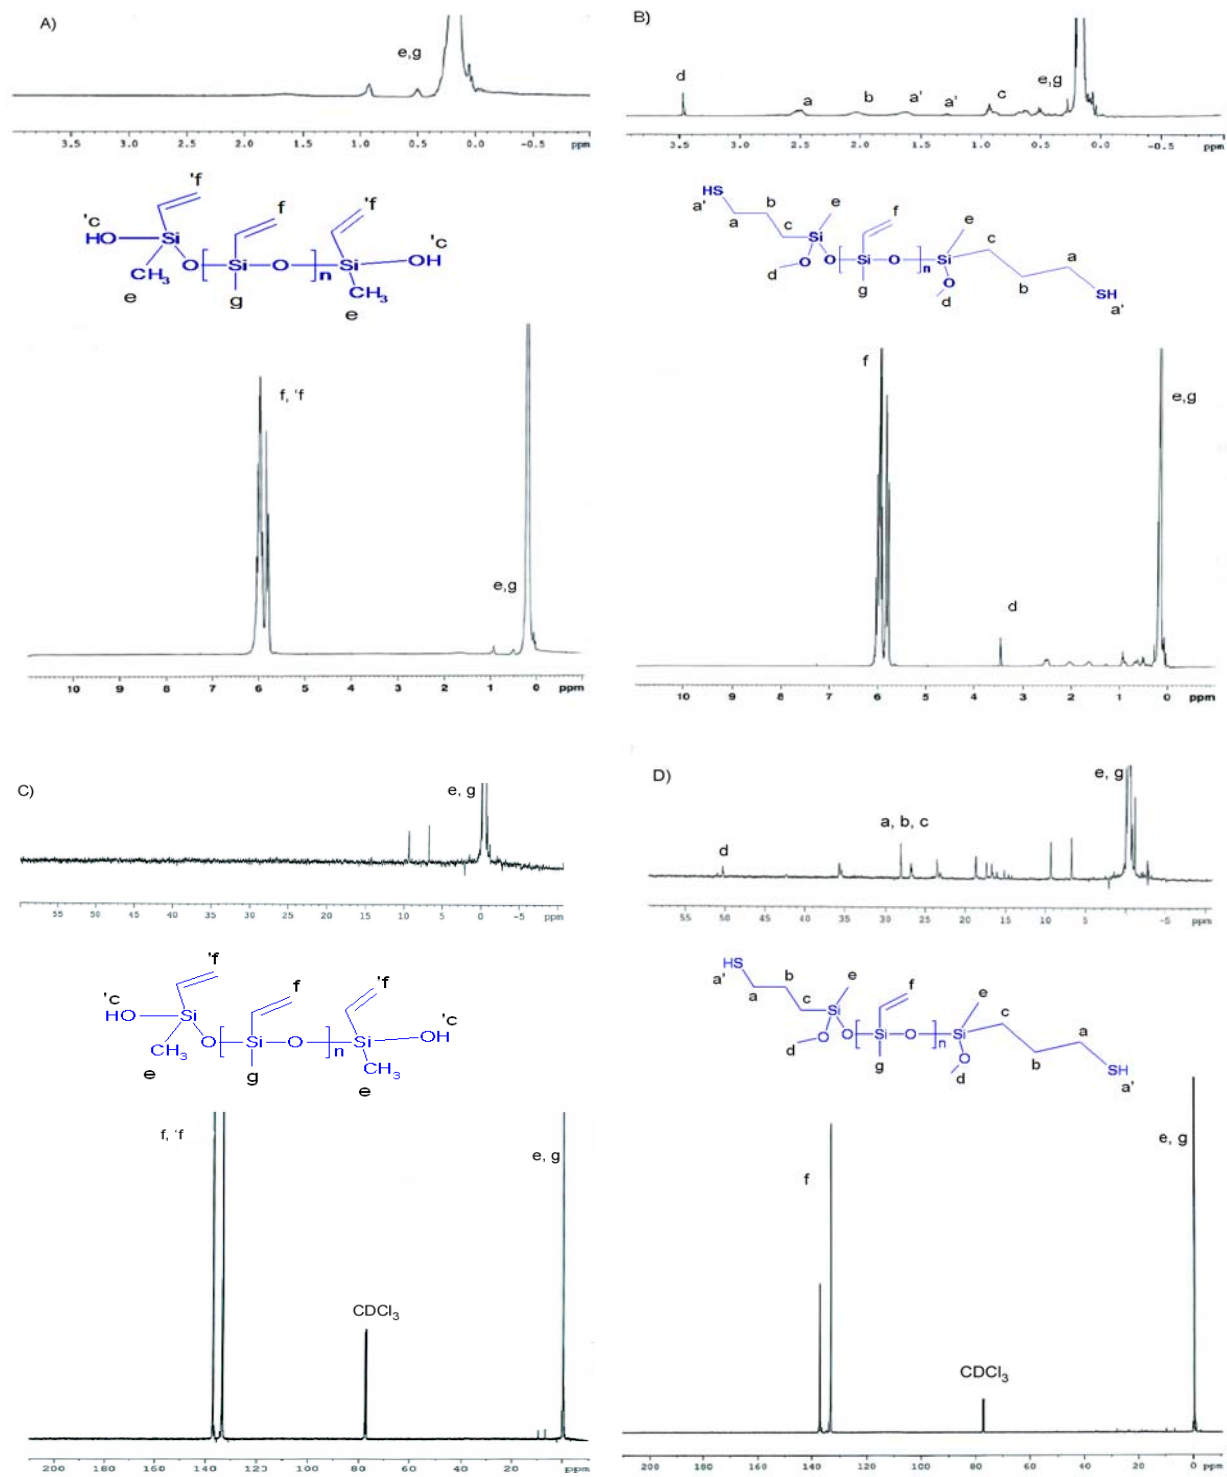 A)
e,g
3.5 3.0 2.5 2.0 1.5 1.0 0.5 0.0 -0.5 ppm
'f
f
'f
'c
HO
Si
O
Si
O
n
Si
OH
'c
CH3
e
g
CH3
e
f, 'f
e,g
10 9 8 7 6 5 4 3 2 1 0 ppm
B)
d
a
b
a'
a'
c
e,g
3.5 3.0 2.5 2.0 1.5 1.0 0.5 0.0 -0.5 ppm
HS
a'
b
e
a
c
f
e
c
Si
O
Si
O
n
Si
a
d
O
g
O
d
b
SH
a'
f
e,g
d
10 9 8 7 6 5 4 3 2 1 0 ppm
C)
e, g
55 50 45 40 35 30 25 20 15 10 5 0 -5 ppm
'f
f
'f
'c
HO
Si
O
Si
O
n
Si
OH
'c
CH3
e
g
CH3
e
f, 'f
e, g
CDCl3
200 180 160 140 120 100 80 60 40 20 0 ppm
D)
e, g
a, b, c
d
55 50 45 40 35 30 25 20 15 10 5 -5 ppm
HS
a'
b
e
a
c
f
e
c
Si
O
Si
O
n
Si
a
d
O
g
O
d
b
SH
a'
e, g
f
CDCl3
200 180 160 140 120 100 80 60 40 20 0 ppm